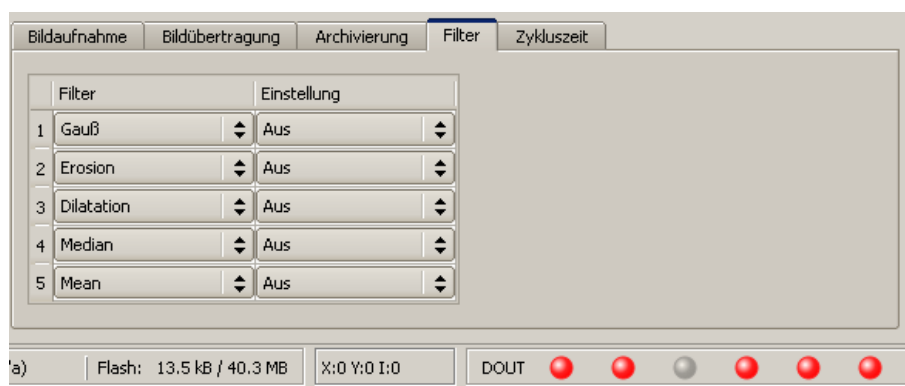 Bildaufnahme Bildübertragung Archivierung Filter Zykluszeit
Filter Einstellung
1 Gauß Aus
2 Erosion Aus
3 Dilatation Aus
4 Median Aus
5 Mean Aus
'a) Flash: 13.5 kB / 40.3 MB X:0 Y:0 I:0 DOUT